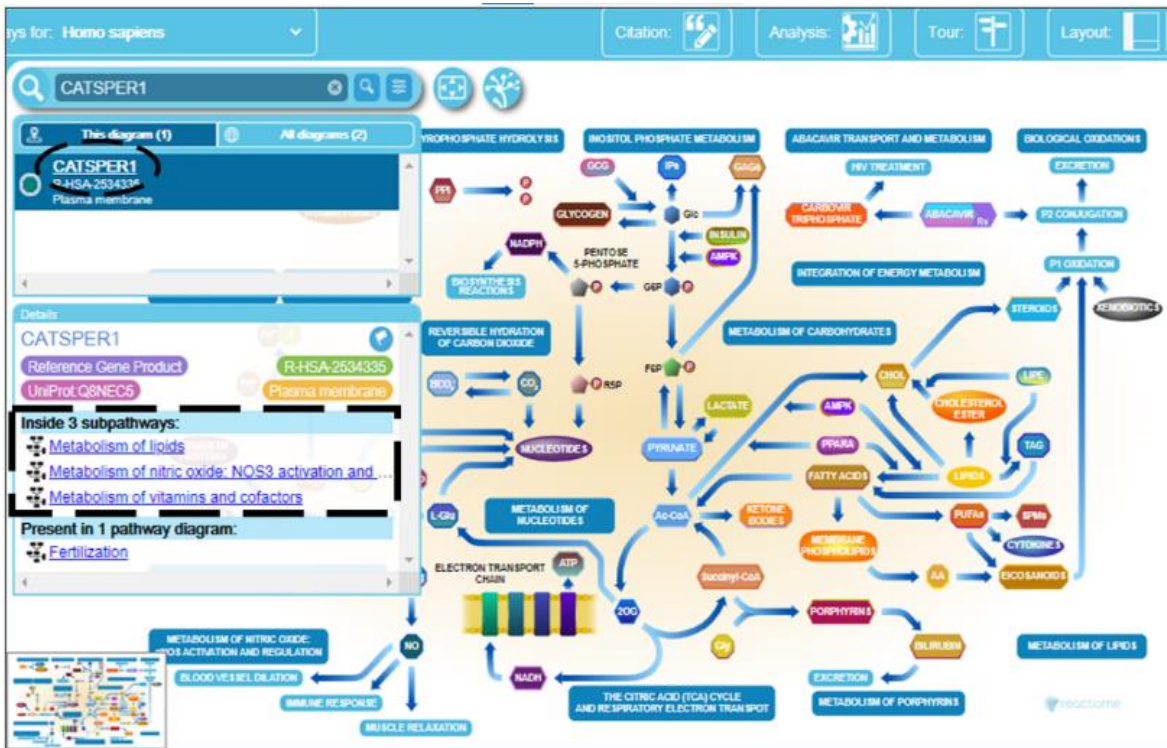 ys for: Homo sapiens
Citation:
Analysis:
Tour:
Layout:
CATSPER1
This diagram (1)
All diagrams (2)
CATSPER1
R-HSA-2534335
Plasma membrane
Details
CATSPER1
Reference Gene Product
R-HSA-2534335
UniProt:Q8NEC5
Plasma membrane
Inside 3 subpathways:
Metabolism of lipids
Metabolism of nitric oxide: NOS3 activation and ...
Metabolism of vitamins and cofactors
Present in 1 pathway diagram:
Fertilization
YROPHOSPHATE HYDROLYSIS
INOSITOL PHOSPHATE METABOLISM
ABACAVIR TRANSPORT AND METABOLISM
BIOLOGICAL OXIDATIONS
GCG
IPs
GAGs
HIV TREATMENT
EXCRETION
PPi
P
P
GLYCOGEN
Glc
CARBOVIR
TRIPHOSPHATE
ABACAVIR
Rx
P2 CONJUGATION
NADPH
INSULIN
AMPK
PENTOSE
5-PHOSPHATE
P1 OXIDATION
BIOSYNTHESIS
REACTIONS
P
G6P
P
INTEGRATION OF ENERGY METABOLISM
STEROIDS
XENOBIOTICS
REVERSIBLE HYDRATION
OF CARBON DIOXIDE
METABOLISM OF CARBOHYDRATES
F6P
P
HCO3-
CO2
P
R5P
CHOL
LIPE
LACTATE
AMPK
CHOLESTEROL
ESTER
NUCLEOTIDES
PYRUVATE
PPARA
TAG
FATTY ACIDS
LIPIDS
L-Glu
METABOLISM OF
NUCLEOTIDES
Ac-CoA
KETONE
BODIES
PUFAs
SPMs
MEMBRANE
PHOSPHOLIPIDS
CYTOKINES
ELECTRON TRANSPORT
CHAIN
ATP
Succinyl-CoA
AA
EICOSANOIDS
2OG
PORPHYRINS
METABOLISM OF NITRIC OXIDE:
NOS ACTIVATION AND REGULATION
NO
Gly
BILIRUBIN
METABOLISM OF LIPIDS
BLOOD VESSEL DILATION
NADH
EXCRETION
IMMUNE RESPONSE
THE CITRIC ACID (TCA) CYCLE
AND RESPIRATORY ELECTRON TRANSPOT
METABOLISM OF PORPHYRINS
MUSCLE RELAXATION
reactome